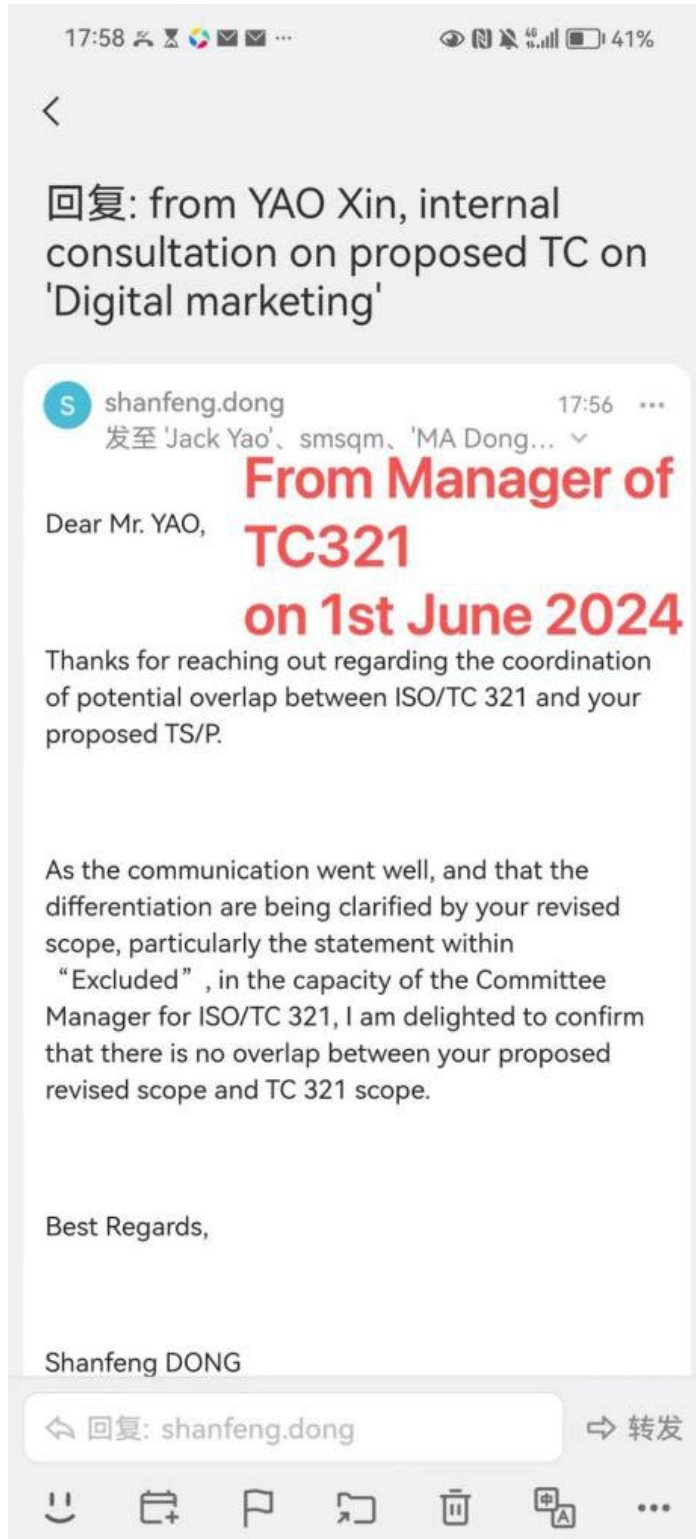 17:58
41%
回复: from YAO Xin, internal
consultation on proposed TC on
'Digital marketing'
S
shanfeng.dong
17:56
发至 'Jack Yao'、smsqm、'MA Dong...
From Manager of
TC321
on 1st June 2024
Dear Mr. YAO,
Thanks for reaching out regarding the coordination
of potential overlap between ISO/TC 321 and your
proposed TS/P.
As the communication went well, and that the
differentiation are being clarified by your revised
scope, particularly the statement within
“Excluded”, in the capacity of the Committee
Manager for ISO/TC 321, I am delighted to confirm
that there is no overlap between your proposed
revised scope and TC 321 scope.
Best Regards,
Shanfeng DONG
回复: shanfeng.dong
转发
中 A